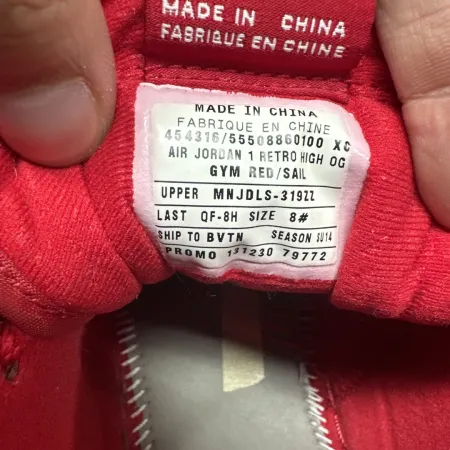 MADE IN CHINA
FABRIQUE EN CHINE
MADE IN CHINA
FABRIQUE EN CHINE
454316/55508860100 XC
AIR JORDAN 1 RETRO HIGH OG
GYM RED/SAIL
UPPER MNJDLS-319ZZ
LAST QF-8H SIZE 8#
SHIP TO BVTN SEASON SU14
PROMO 131230 79772